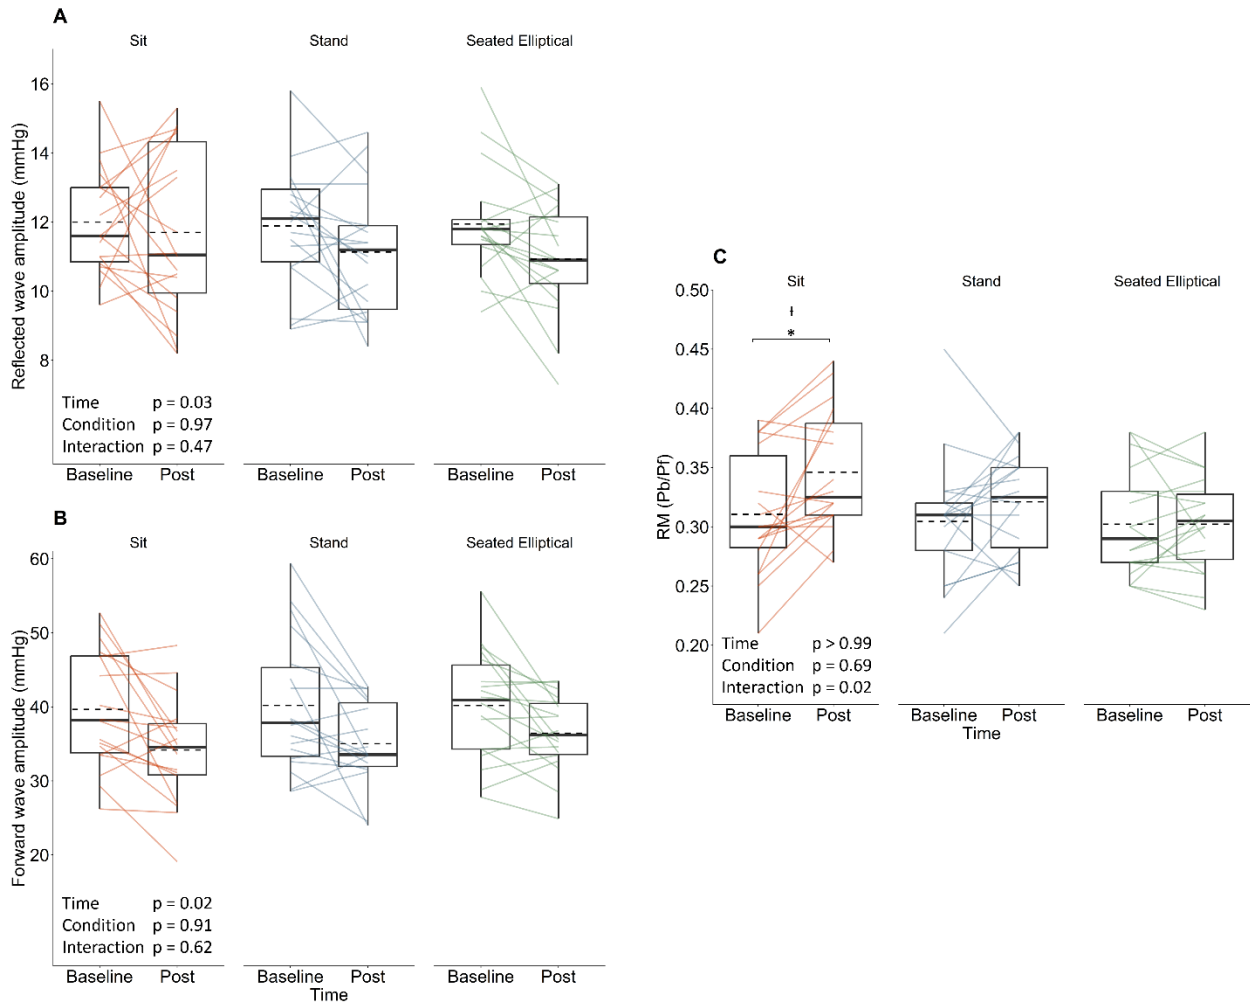 A
Sit Stand Seated Elliptical
Reflected wave amplitude (mmHg)
16
14
12
10
8
Time p = 0.03
Condition p = 0.97
Interaction p = 0.47
Baseline Post Baseline Post Baseline Post
B
Sit Stand Seated Elliptical
Forward wave amplitude (mmHg)
60
50
40
30
20
Time p = 0.02
Condition p = 0.91
Interaction p = 0.62
Baseline Post Baseline Post Baseline Post
Time
C
Sit Stand Seated Elliptical
RM (Pb/Pf)
0.50
0.45
0.40
0.35
0.30
0.25
0.20
ƚ
*
Time p > 0.99
Condition p = 0.69
Interaction p = 0.02
Baseline Post Baseline Post Baseline Post
Time